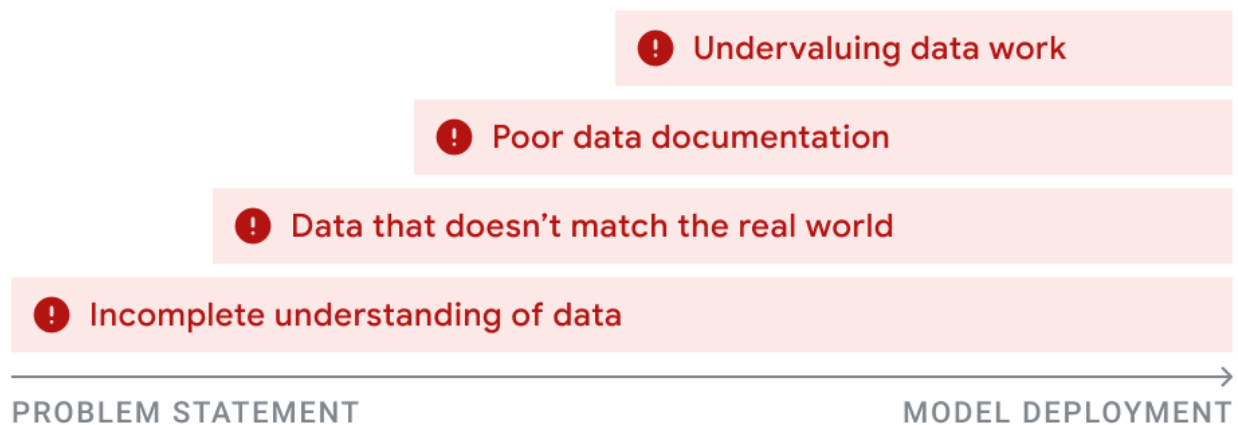 Undervaluing data work
Poor data documentation
Data that doesn’t match the real world
Incomplete understanding of data
PROBLEM STATEMENT
MODEL DEPLOYMENT